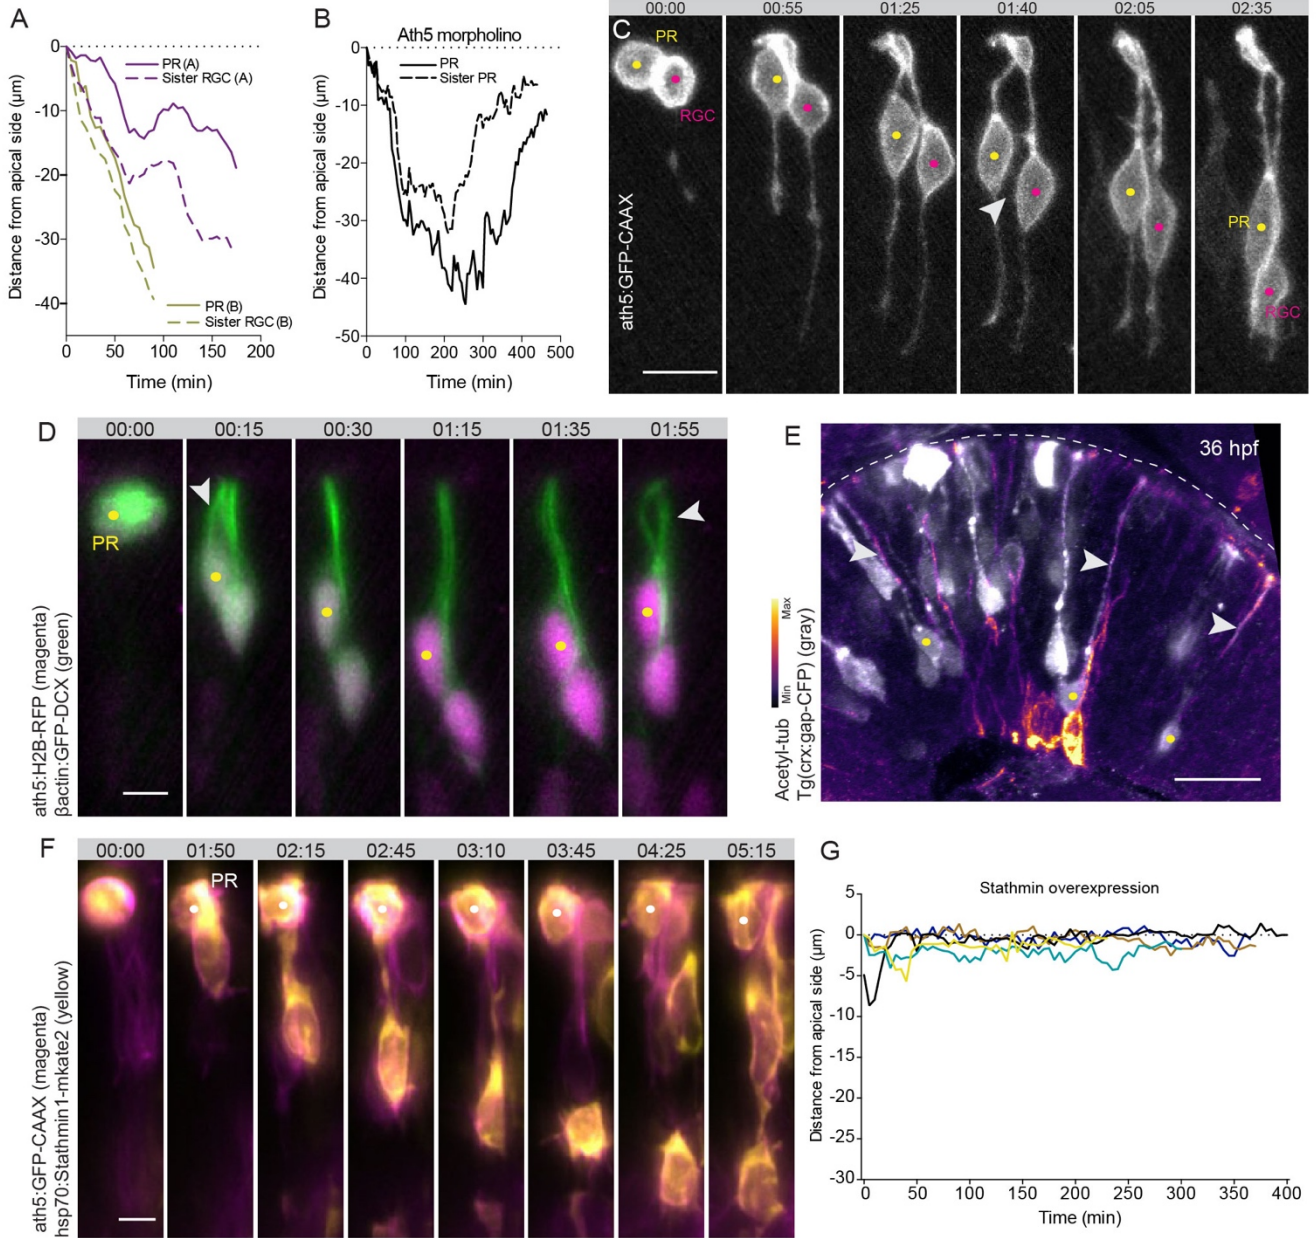 A
0
-10
-20
-30
-40
Distance from apical side (µm)
PR (A)
Sister RGC (A)
PR (B)
Sister RGC (B)
0 50 100 150 200
Time (min)
B
Ath5 morpholino
0
-10
-20
-30
-40
-50
Distance from apical side (µm)
PR
Sister PR
0 100 200 300 400 500
Time (min)
00:00 00:55 01:25 01:40 02:05 02:35
C
ath5:GFP-CAAX
PR
RGC
PR
RGC
D
00:00 00:15 00:30 01:15 01:35 01:55
ath5:H2B-RFP (magenta)
βactin:GFP-DCX (green)
PR
E
36 hpf
Max
Min
Acetyl-tub
Tg(crx:gap-CFP) (gray)
F
00:00 01:50 02:15 02:45 03:10 03:45 04:25 05:15
ath5:GFP-CAAX (magenta)
hsp70:Stathmin1-mkate2 (yellow)
PR
G
Stathmin overexpression
5
0
-5
-10
-15
-20
-25
-30
Distance from apical side (µm)
0 50 100 150 200 250 300 350 400
Time (min)